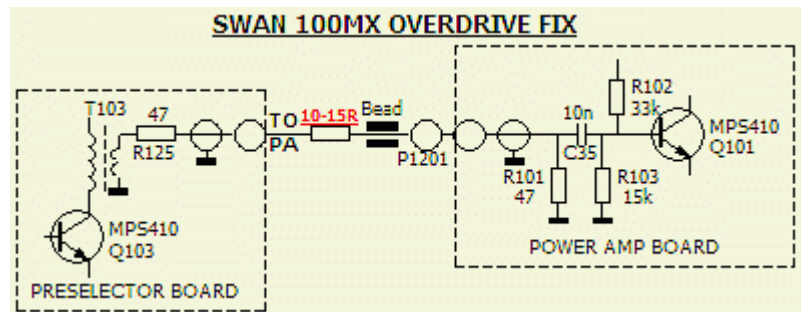 SWAN 100MX OVERDRIVE FIX
T103
47
R125
TO
PA
10-15R
Bead
P1201
10n
C35
R102
33k
MPS410
Q101
R101
47
R103
15k
MPS410
Q103
POWER AMP BOARD
PRESELECTOR BOARD